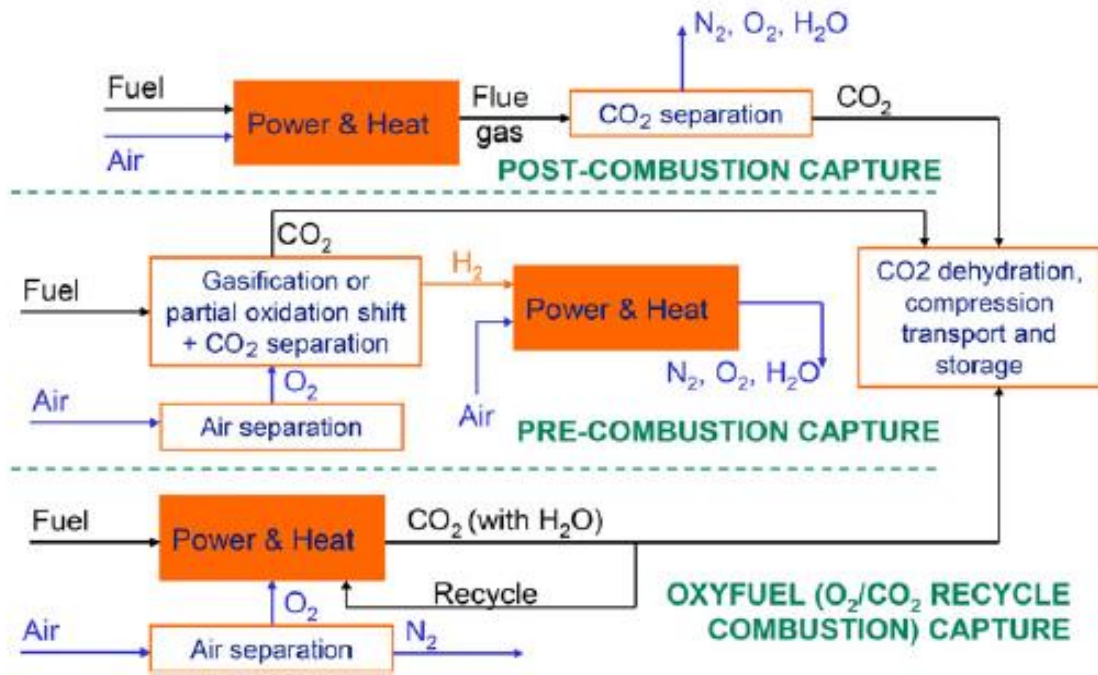 N₂, O₂, H₂O
Fuel
Air
Power & Heat
Flue
gas
CO₂ separation
CO₂
POST-COMBUSTION CAPTURE
CO₂
Fuel
Gasification or
partial oxidation shift
+ CO₂ separation
H₂
Power & Heat
CO2 dehydration,
compression
transport and
storage
O₂
Air
Air separation
Air
N₂, O₂, H₂O
PRE-COMBUSTION CAPTURE
Fuel
Power & Heat
CO₂ (with H₂O)
Recycle
O₂
Air
Air separation
N₂
OXYFUEL (O₂/CO₂ RECYCLE
COMBUSTION) CAPTURE